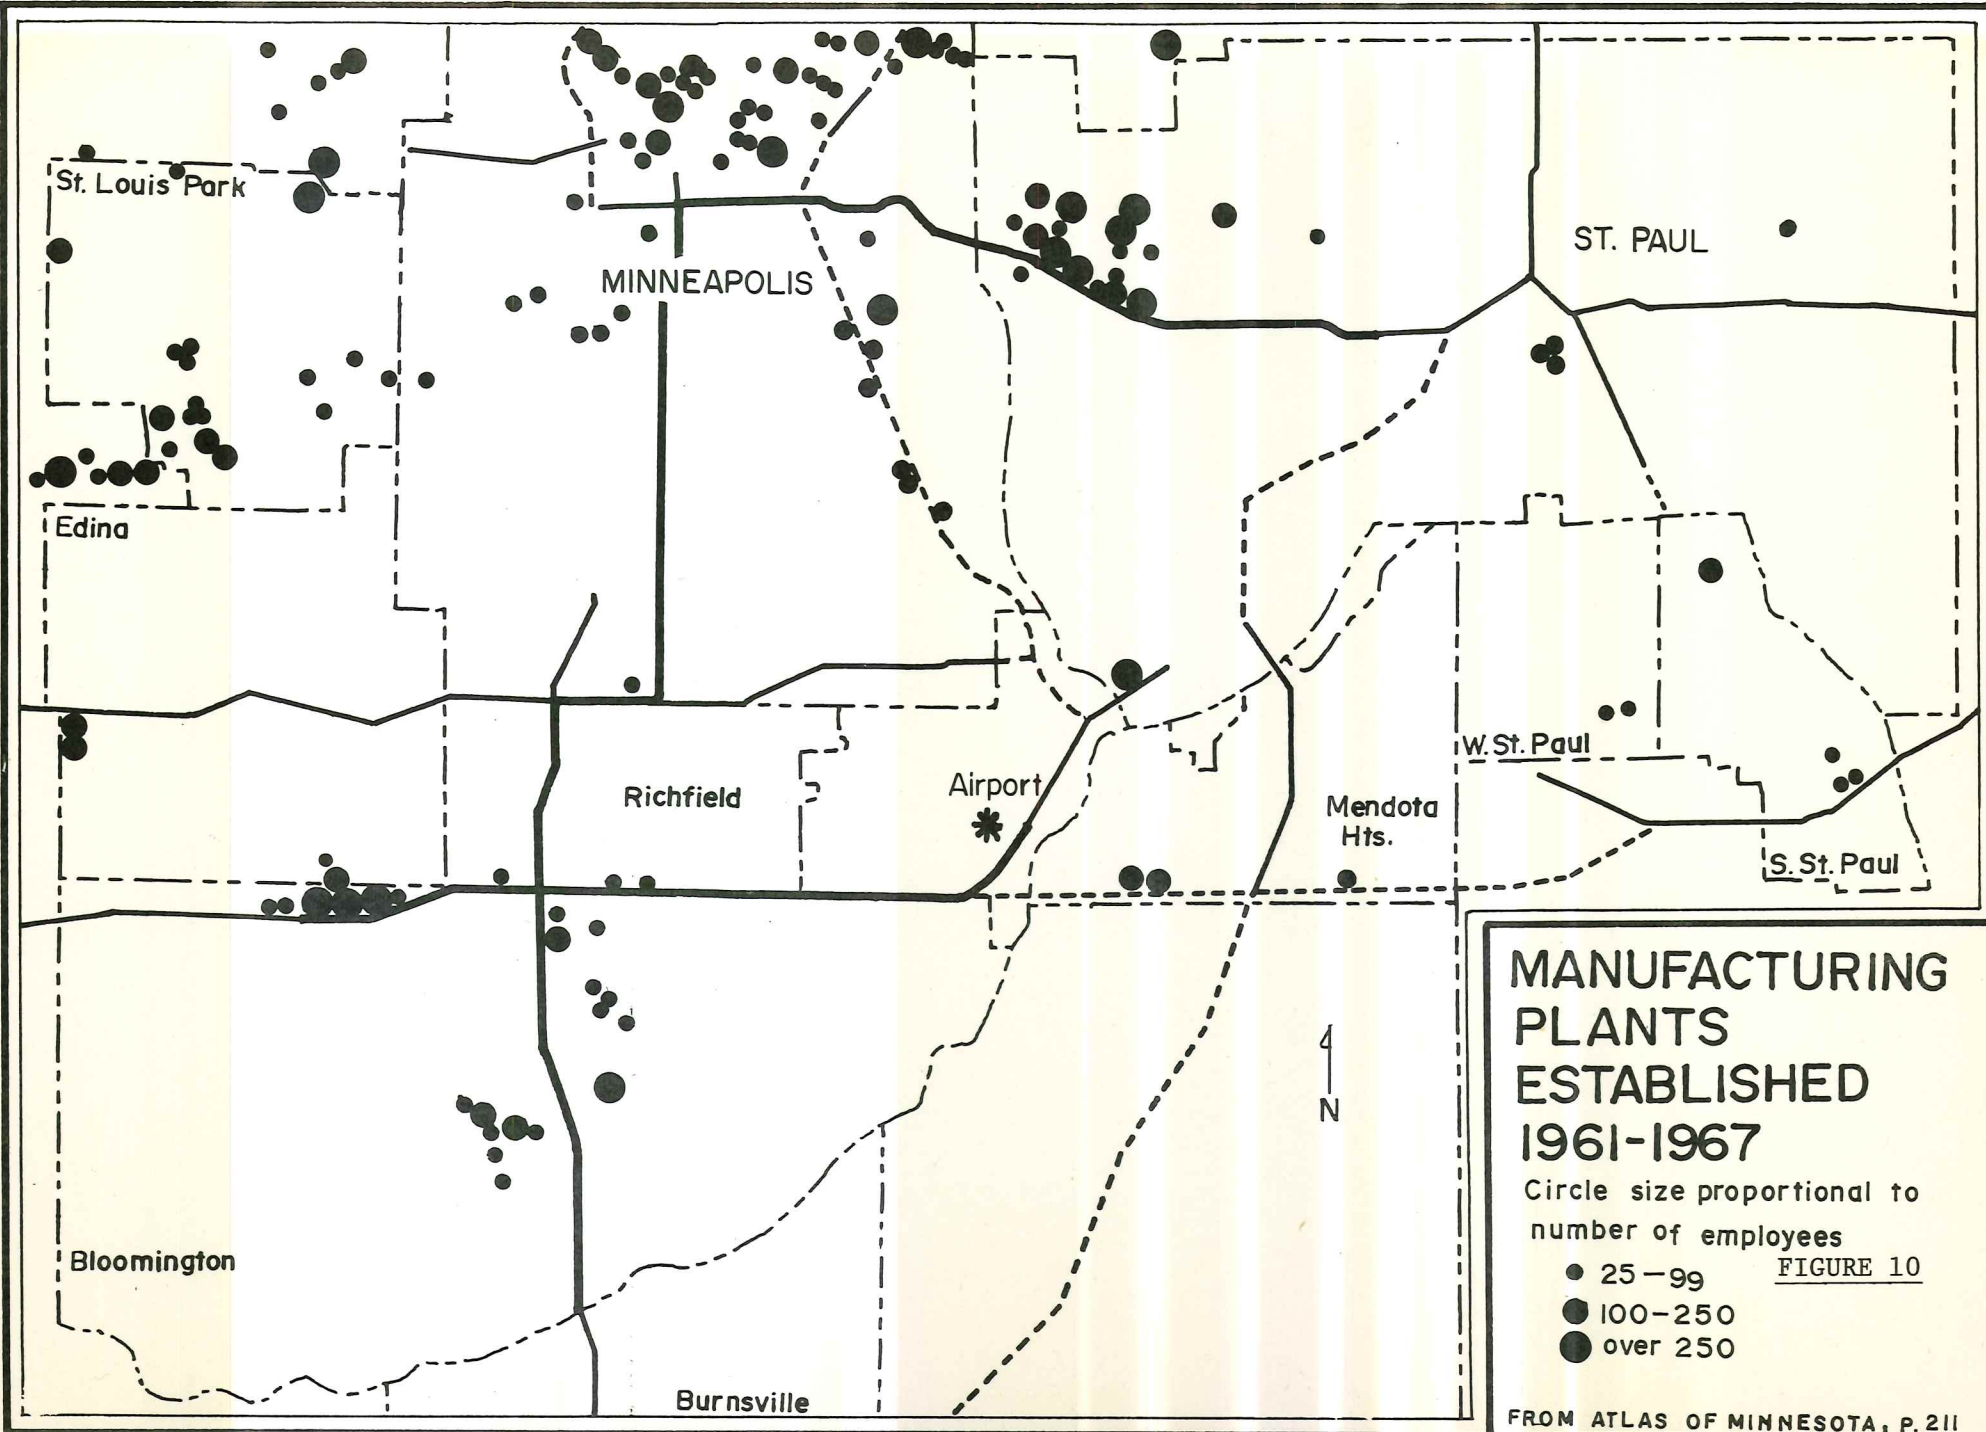 St. Louis Park
MINNEAPOLIS
ST. PAUL
Edina
W. St. Paul
Airport
Richfield
Mendota
Hts.
S. St. Paul
N
Bloomington
Burnsville
MANUFACTURING
PLANTS
ESTABLISHED
1961-1967
Circle size proportional to
number of employees
FIGURE 10
25-99
100-250
over 250
FROM ATLAS OF MINNESOTA, P. 211